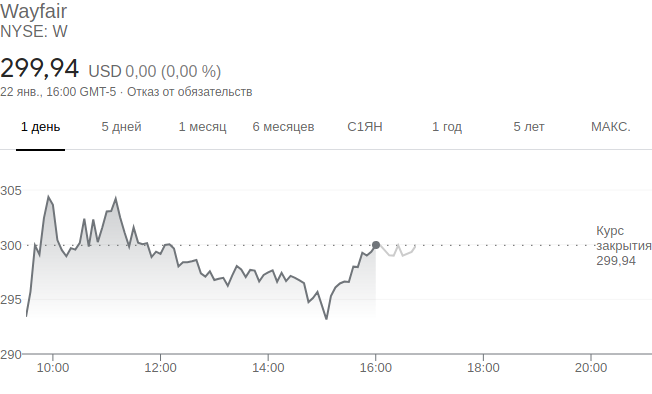 Wayfair
NYSE: W
299,94 USD 0,00 (0,00 %)
22 янв., 16:00 GMT-5 · Отказ от обязательств
1 день 5 дней 1 месяц 6 месяцев С1ЯН 1 год 5 лет МАКС.
305
300
295
290
Курс
закрытия
299,94
10:00 12:00 14:00 16:00 18:00 20:00